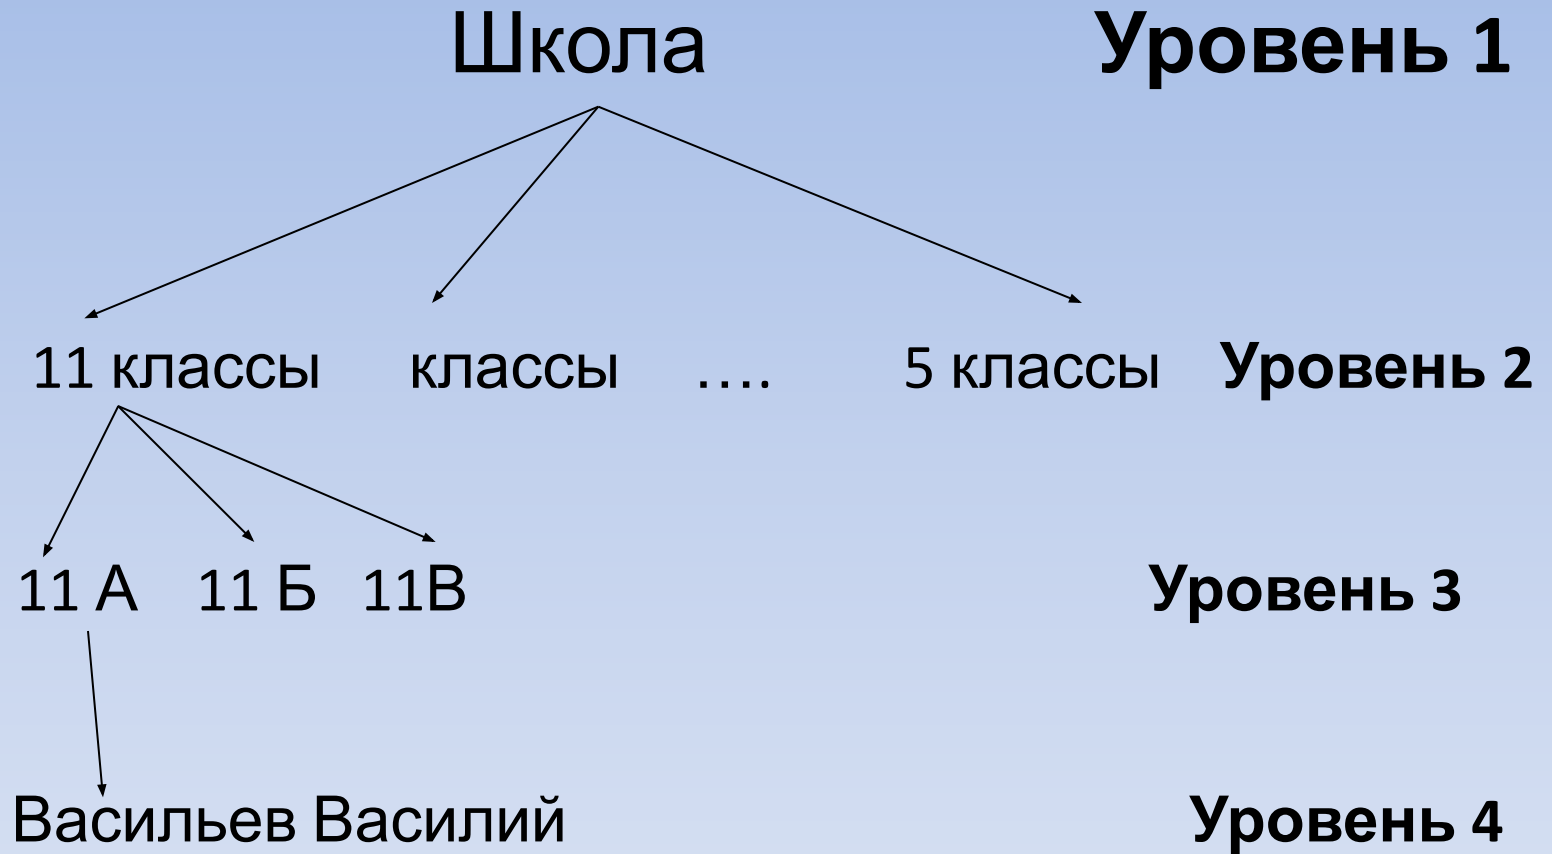 Школа Уровень 1
11 классы классы .... 5 классы Уровень 2
11 А 11 Б 11В Уровень 3
Васильев Василий Уровень 4